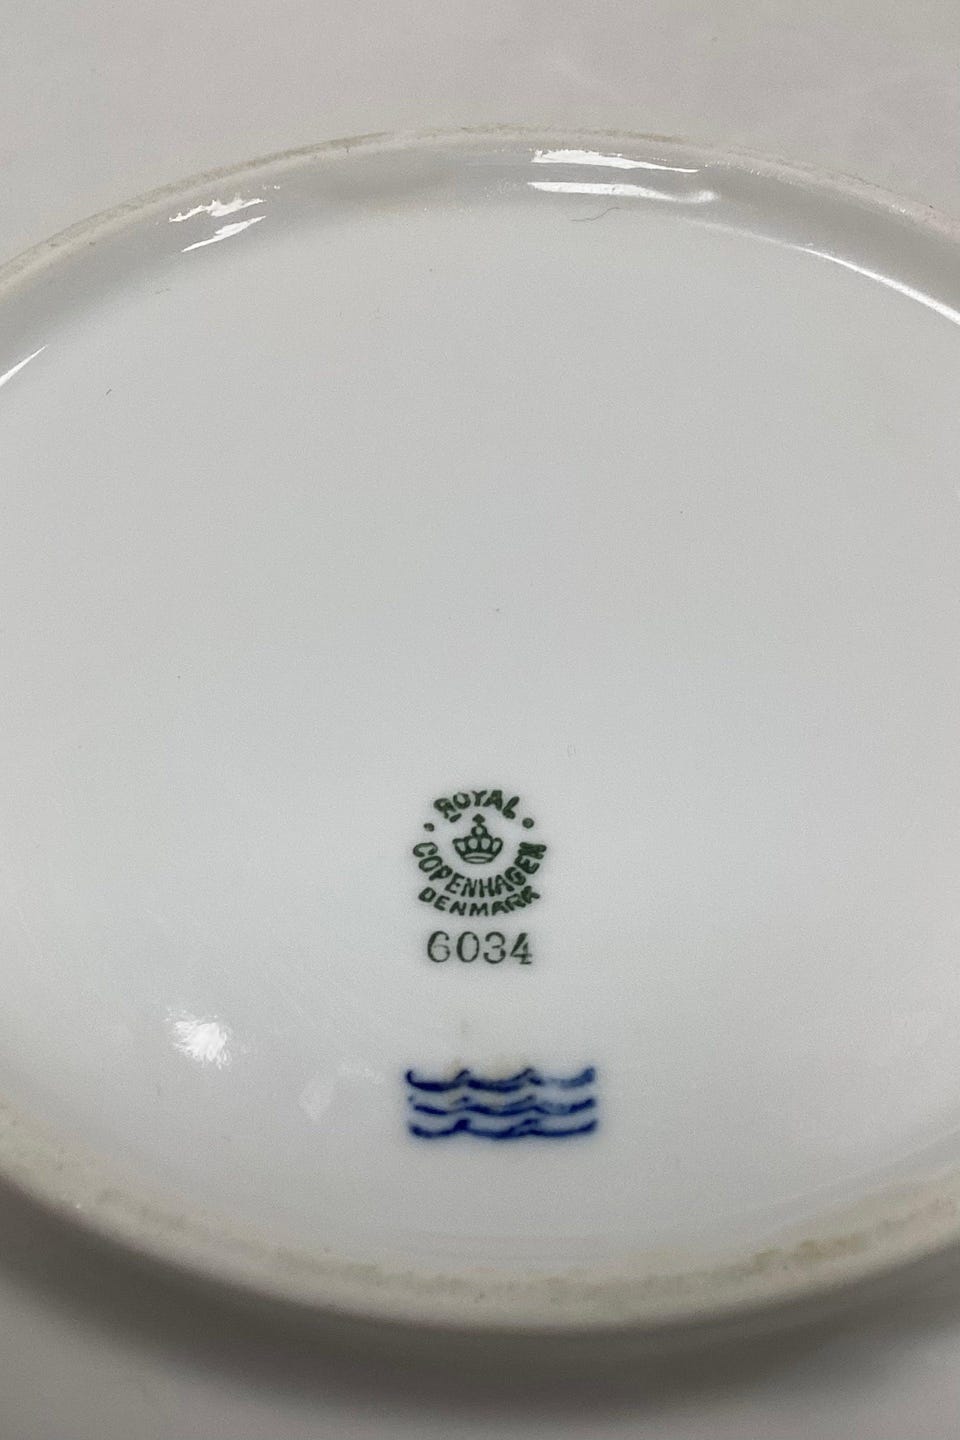 · ROYAL ·
COPENHAGEN
DENMARK
6034